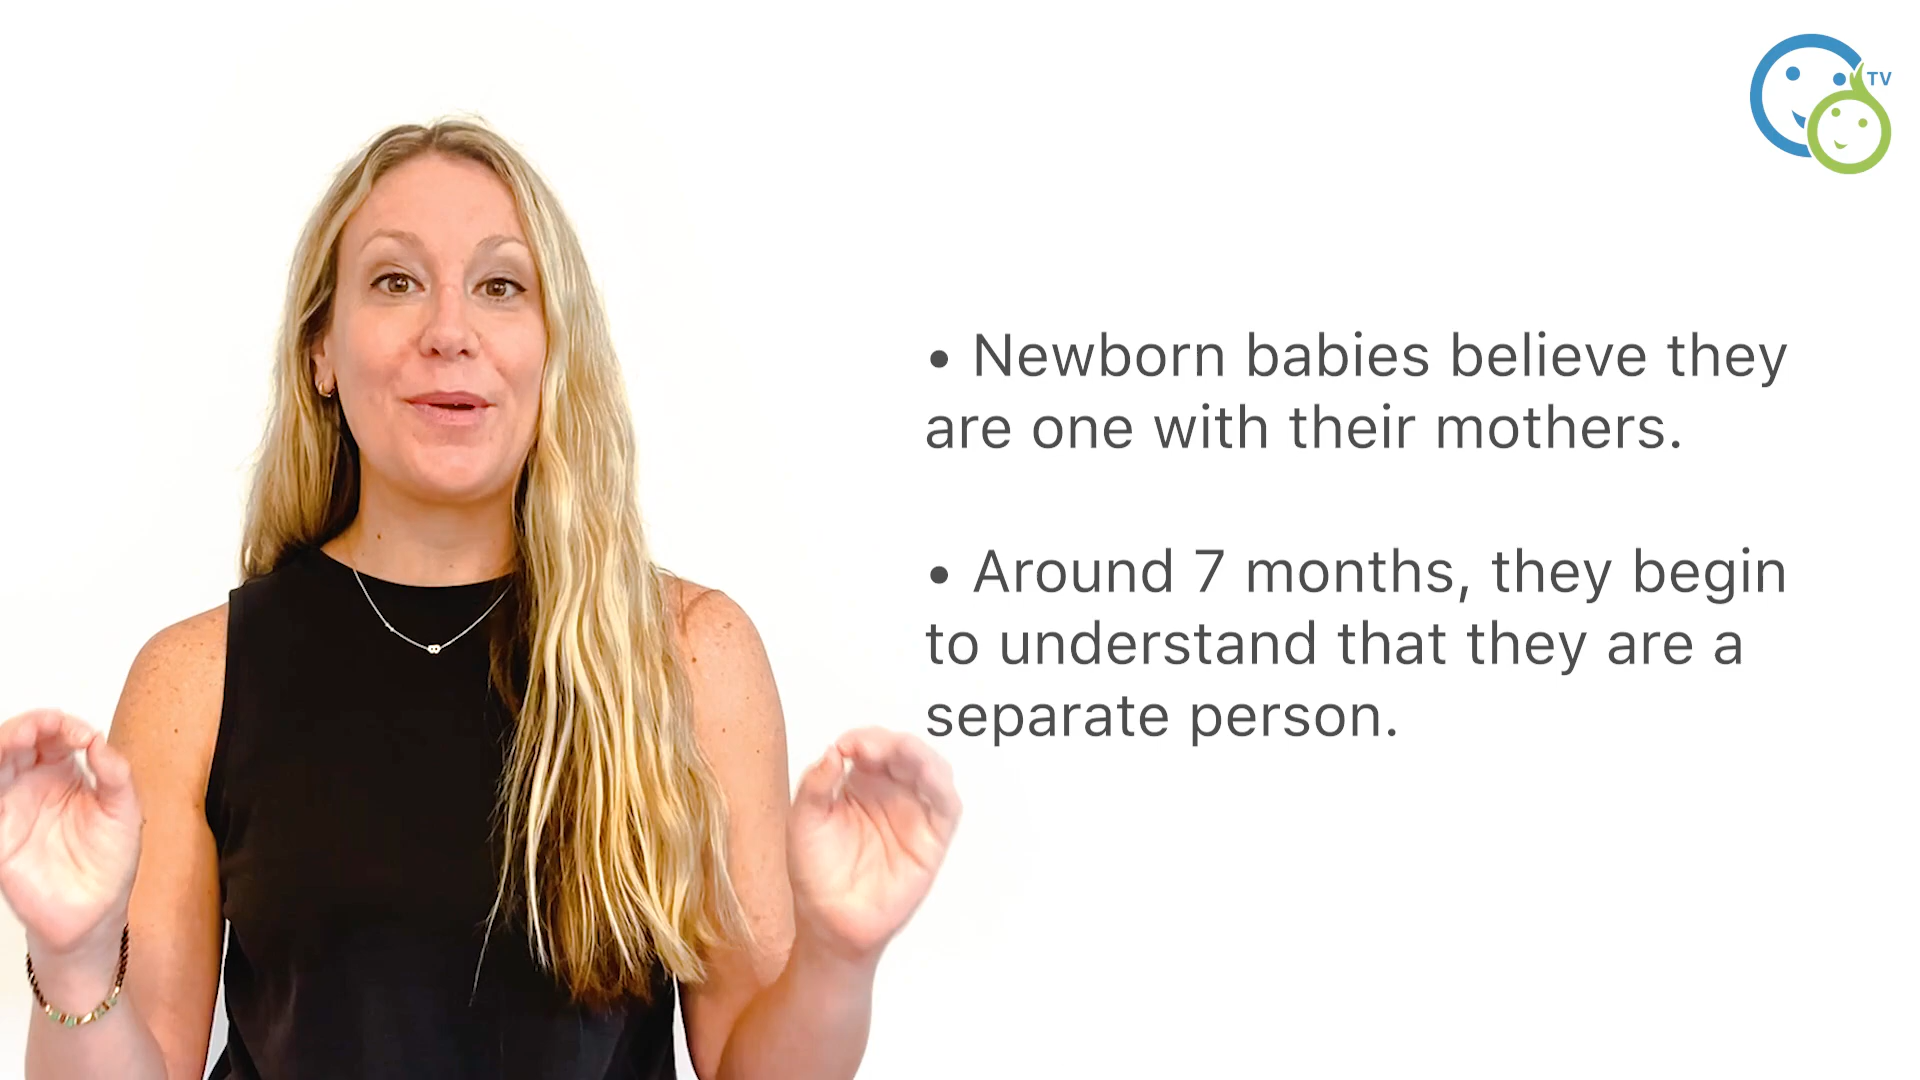 TV
• Newborn babies believe they
are one with their mothers.
• Around 7 months, they begin
to understand that they are a
separate person.